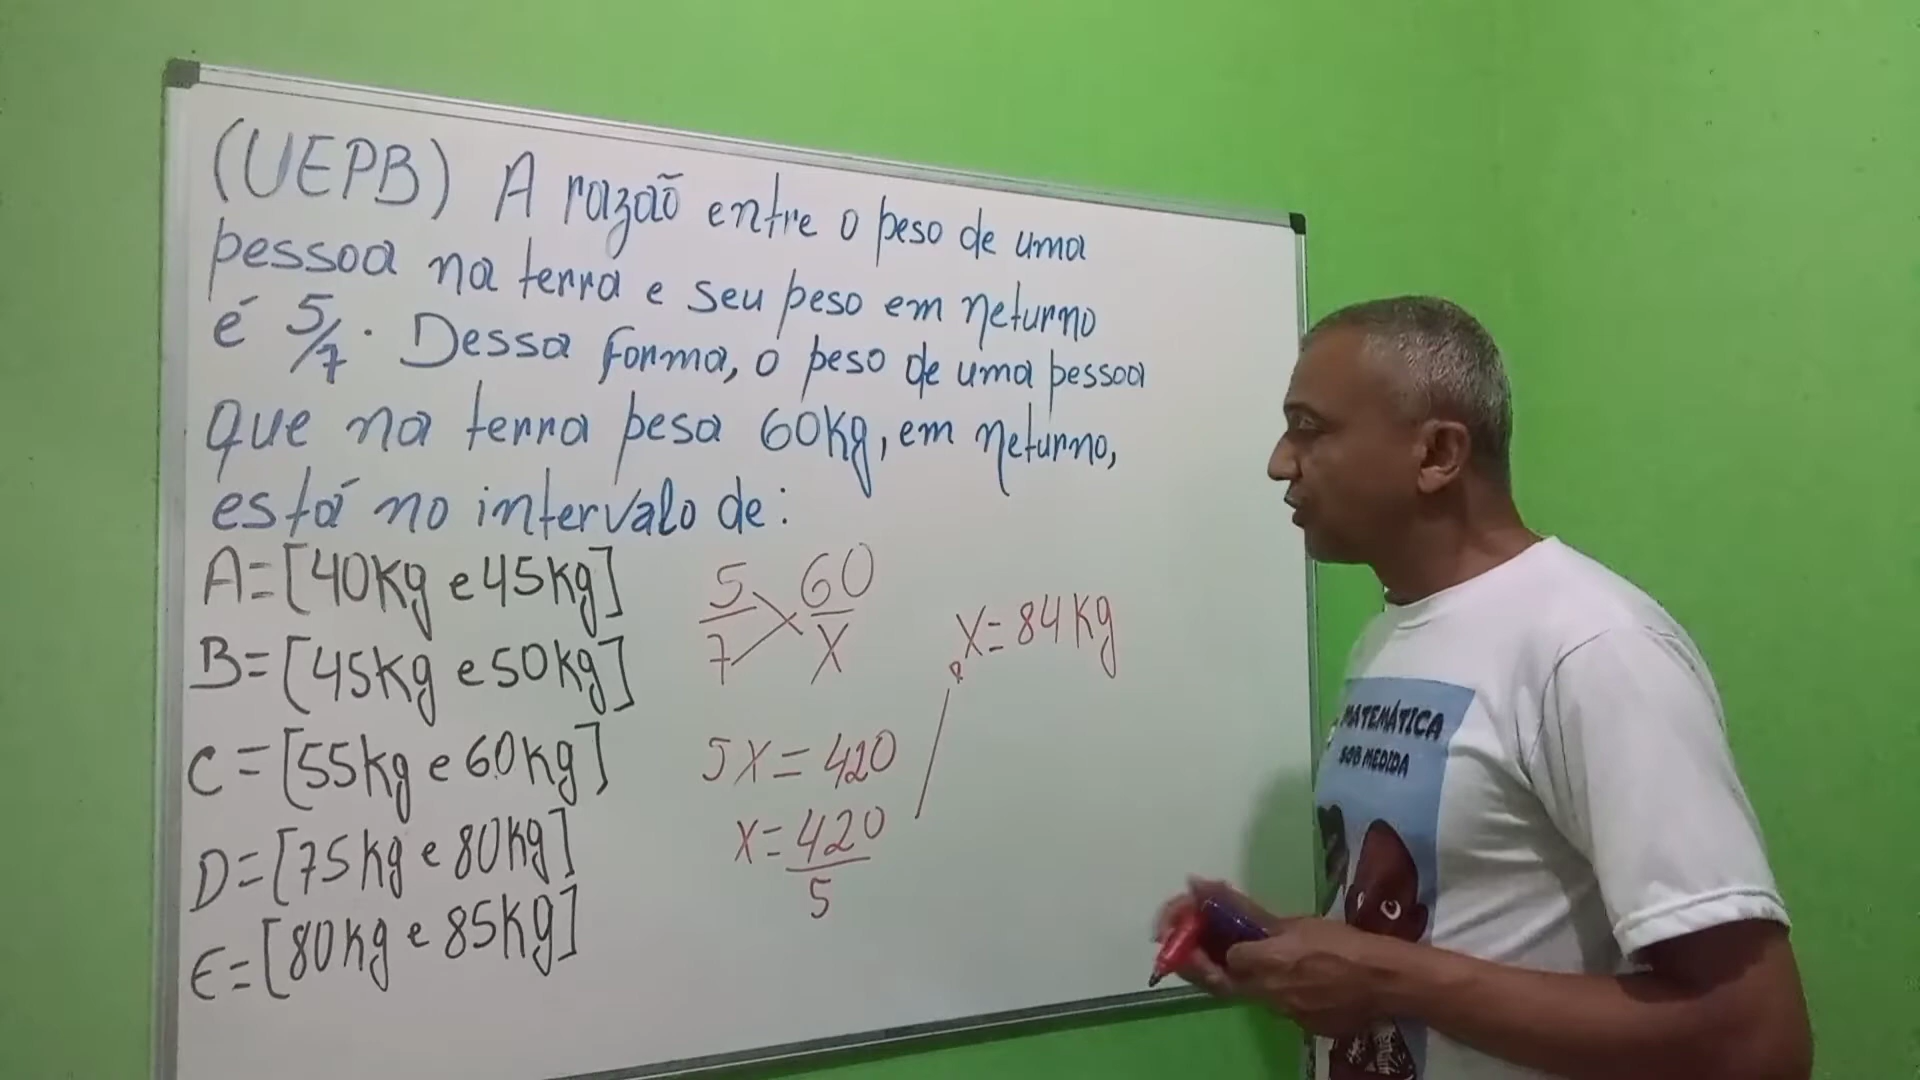 (UEPB) A razão entre o peso de uma
pessoa na terra e seu peso em neturno
é 5/7. Dessa forma, o peso de uma pessoa
que na terra pesa 60kg, em neturno,
está no intervalo de:
A=[40Kg e 45kg]
B=[45Kg e 50kg]
C=[55kg e 60kg]
D=[75kg e 80kg]
E=[80kg e 85kg]
5 60
7 X
5X=420
X=420
5
X=84kg
MATEMÁTICA
SOB MEDIDA